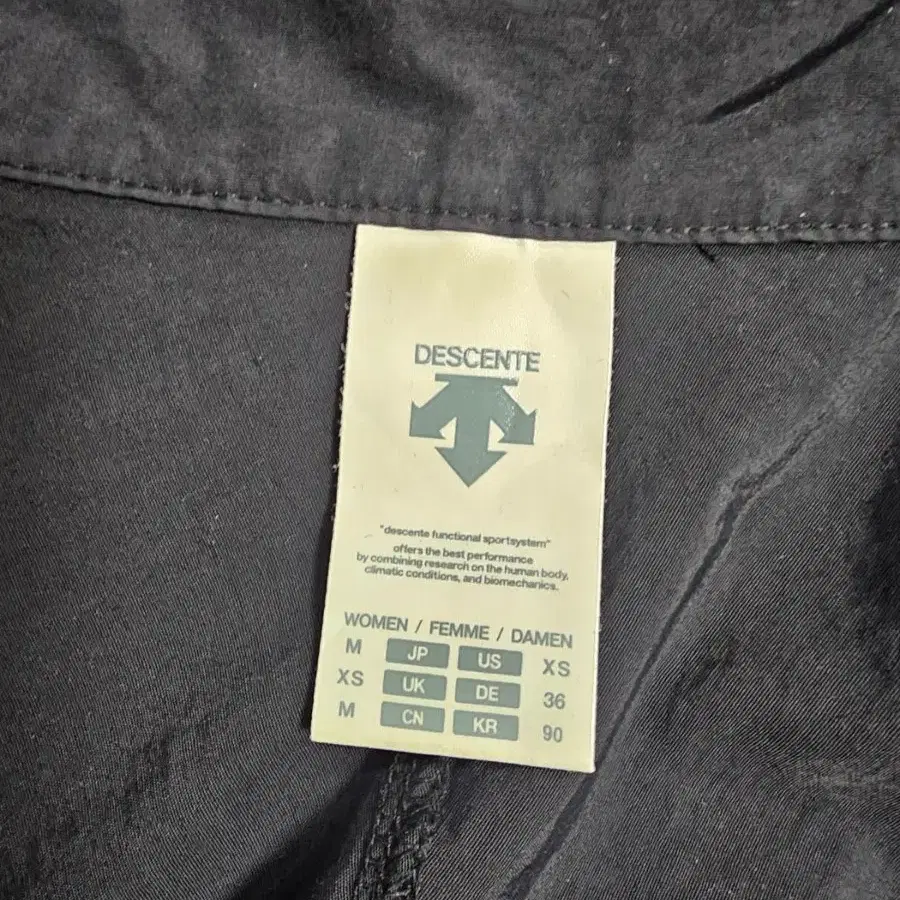 DESCENTE
"descente functional sportsystem"
offers the best performance
by combining research on the human body,
climatic conditions, and biomechanics.
WOMEN / FEMME / DAMEN
M JP US XS
XS UK DE 36
M CN KR 90